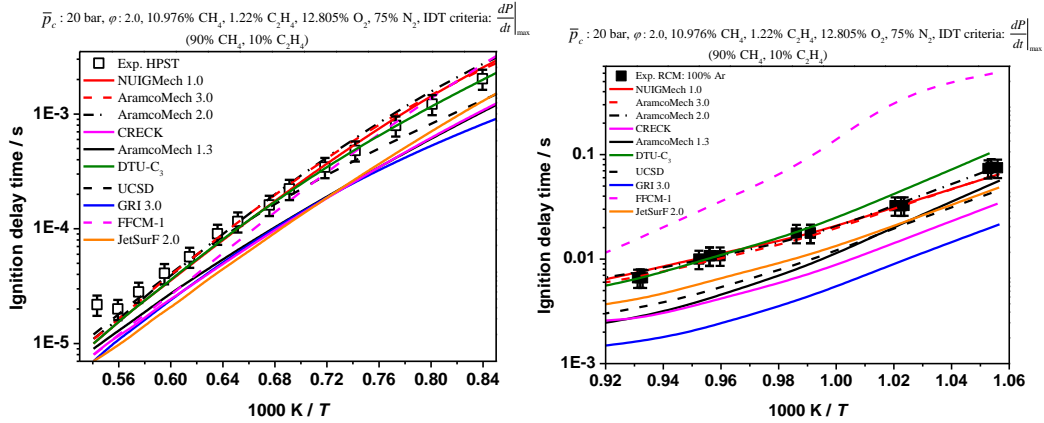 p̅c : 20 bar, φ : 2.0, 10.976% CH4, 1.22% C2H4, 12.805% O2, 75% N2, IDT criteria: dP/dt|max
(90% CH4, 10% C2H4)
Ignition delay time / s
1E-3
1E-4
1E-5
Exp. HPST
NUIGMech 1.0
AramcoMech 3.0
AramcoMech 2.0
CRECK
AramcoMech 1.3
DTU-C3
UCSD
GRI 3.0
FFCM-1
JetSurF 2.0
0.56 0.60 0.64 0.68 0.72 0.76 0.80 0.84
1000 K / T
p̅c : 20 bar, φ : 2.0, 10.976% CH4, 1.22% C2H4, 12.805% O2, 75% N2, IDT criteria: dP/dt|max
(90% CH4, 10% C2H4)
Ignition delay time / s
0.1
0.01
1E-3
Exp. RCM: 100% Ar
NUIGMech 1.0
AramcoMech 3.0
AramcoMech 2.0
CRECK
AramcoMech 1.3
DTU-C3
UCSD
GRI 3.0
FFCM-1
JetSurF 2.0
0.92 0.94 0.96 0.98 1.00 1.02 1.04 1.06
1000 K / T